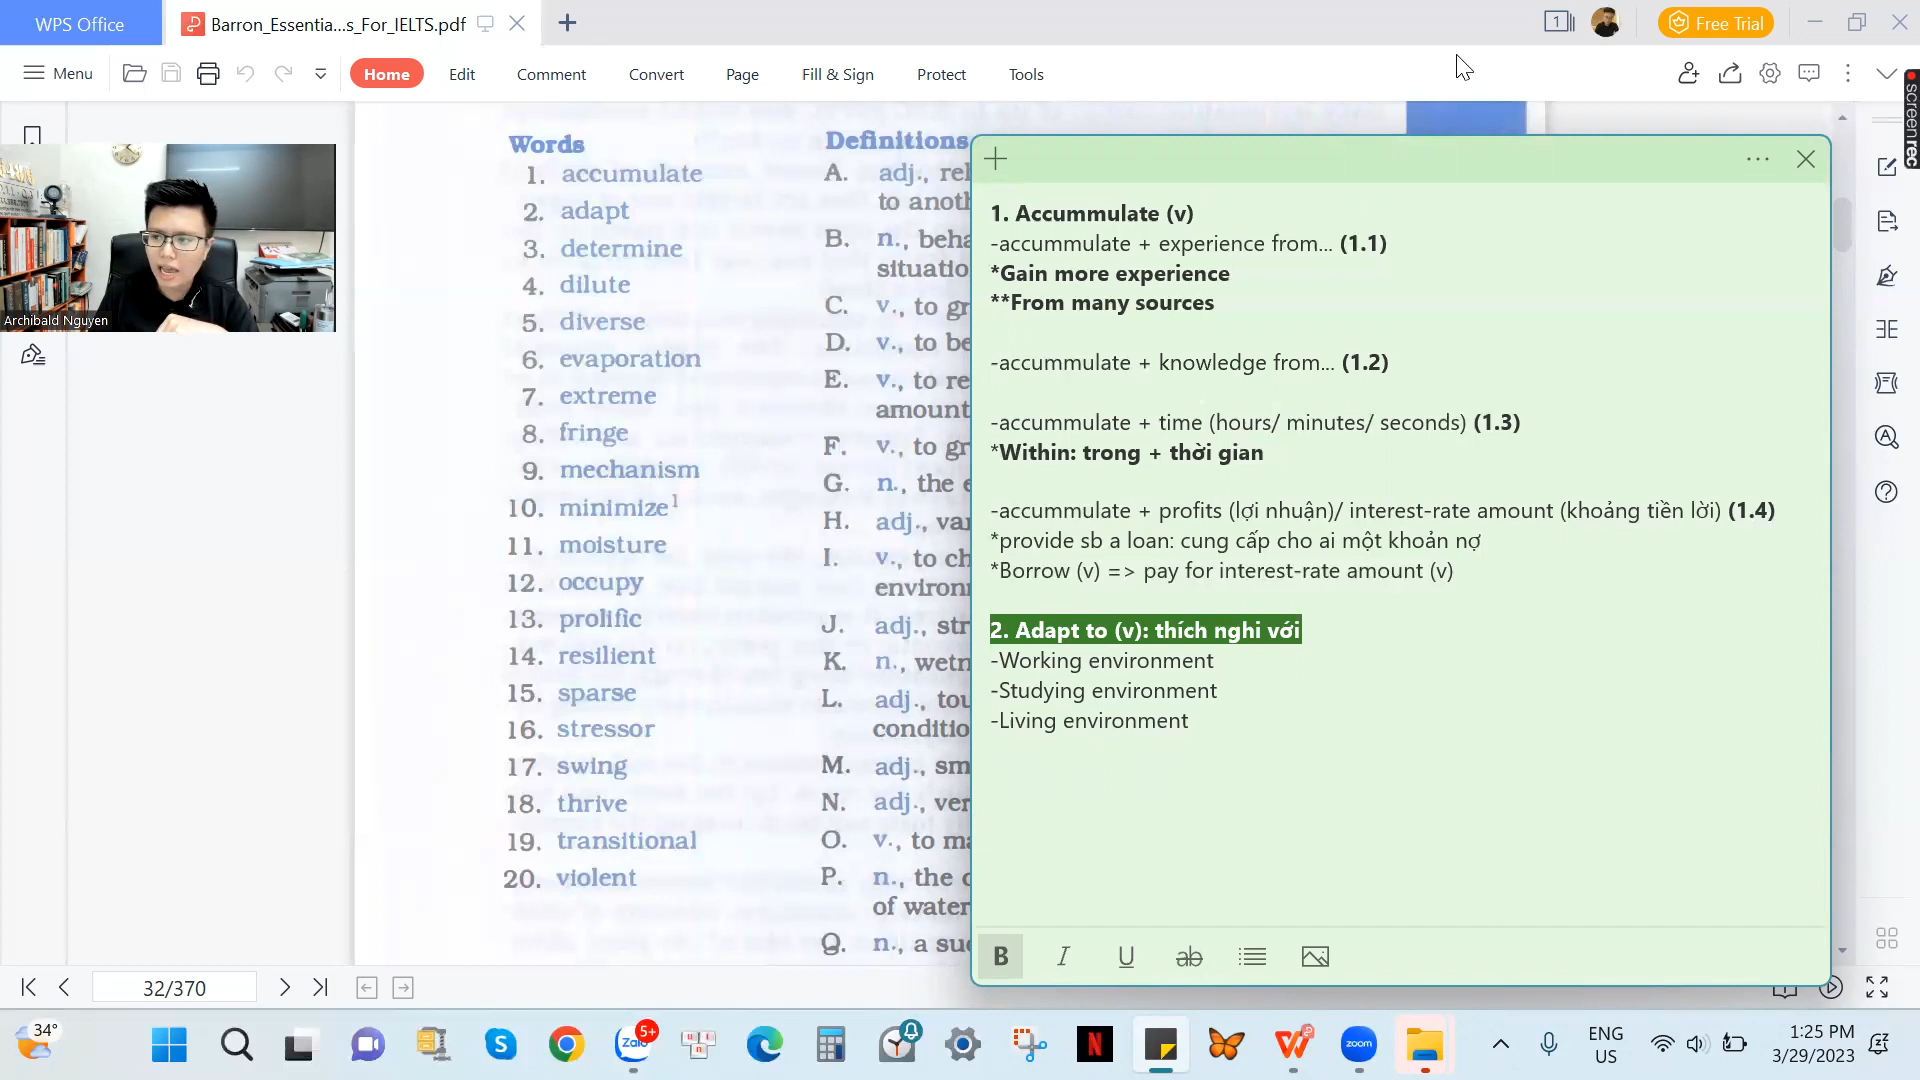 WPS Office
Barron_Essentia...s_For_IELTS.pdf
1
Free Trial
Menu
Home
Edit
Comment
Convert
Page
Fill & Sign
Protect
Tools
screenrec
Words
Definitions
1. accumulate
2. adapt
3. determine
4. dilute
5. diverse
6. evaporation
7. extreme
8. fringe
9. mechanism
10. minimize¹
11. moisture
12. occupy
13. prolific
14. resilient
15. sparse
16. stressor
17. swing
18. thrive
19. transitional
20. violent
A. adj., rel
to anoth
B. n., beha
situatio
C. v., to gr
D. v., to be
E. v., to re
amount
F. v., to gr
G. n., the e
H. adj., var
I. v., to ch
environ
J. adj., str
K. n., wetn
L. adj., tou
conditio
M. adj., sm
N. adj., ver
O. v., to ma
P. n., the c
of water
Q. n., a suc
Archibald Nguyen
1. Accummulate (v)
-accummulate + experience from... (1.1)
*Gain more experience
**From many sources
-accummulate + knowledge from... (1.2)
-accummulate + time (hours/ minutes/ seconds) (1.3)
*Within: trong + thời gian
-accummulate + profits (lợi nhuận)/ interest-rate amount (khoảng tiền lời) (1.4)
*provide sb a loan: cung cấp cho ai một khoản nợ
*Borrow (v) => pay for interest-rate amount (v)
2. Adapt to (v): thích nghi với
-Working environment
-Studying environment
-Living environment
B
I
U
ab
32/370
34°
Zalo
5+
zoom
ENG
US
1:25 PM
3/29/2023